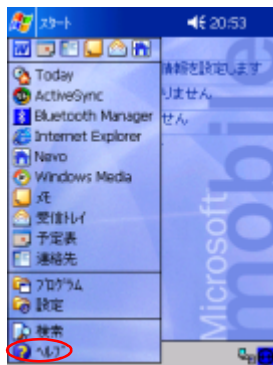 スタート 20:53
Today
ActiveSync
Bluetooth Manager
Internet Explorer
Nevo
Windows Media
メモ
受信トレイ
予定表
連絡先
プログラム
設定
検索
ヘルプ
情報を設定します
りません
せん
Microsoft
mobile